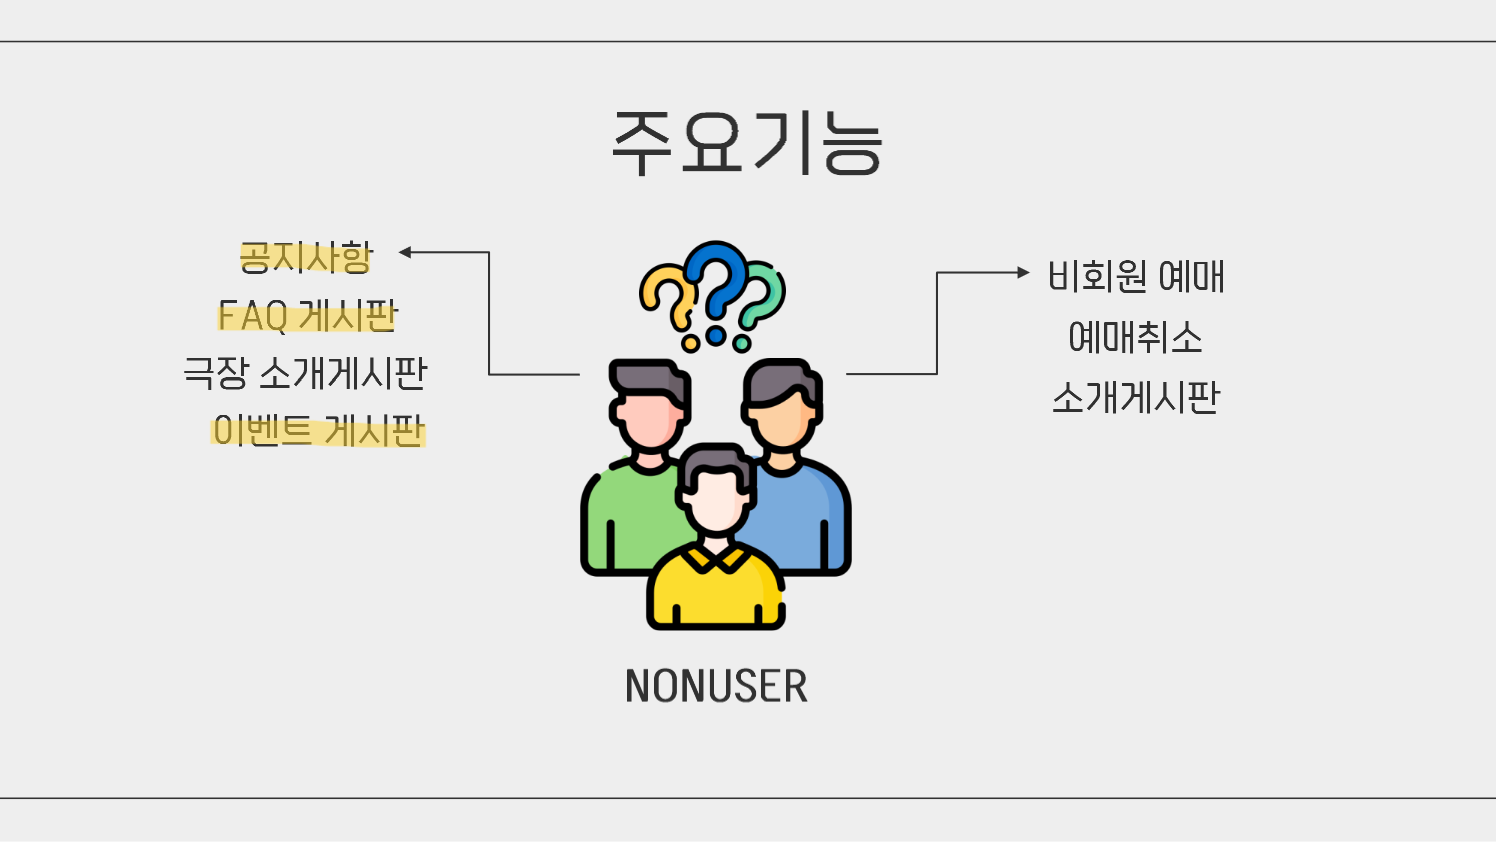 주요기능
공지사항
FAQ 게시판
극장 소개게시판
이벤트 게시판
비회원 예매
예매취소
소개게시판
NONUSER